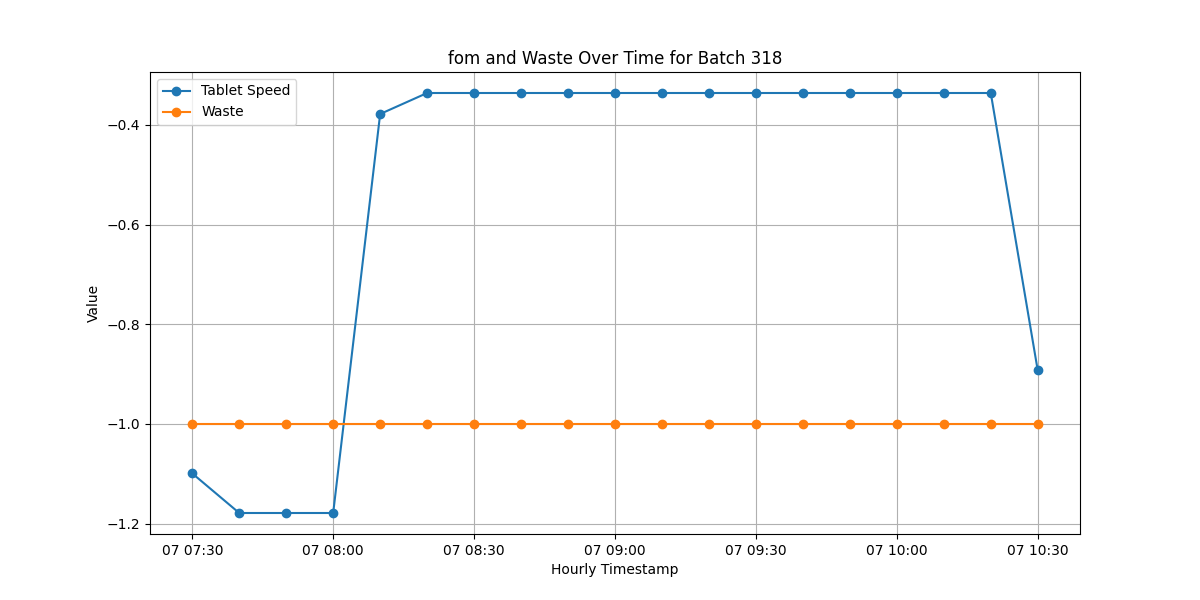 fom and Waste Over Time for Batch 318
Tablet Speed
Waste
−0.4
−0.6
−0.8
−1.0
−1.2
Value
07 07:30 07 08:00 07 08:30 07 09:00 07 09:30 07 10:00 07 10:30
Hourly Timestamp